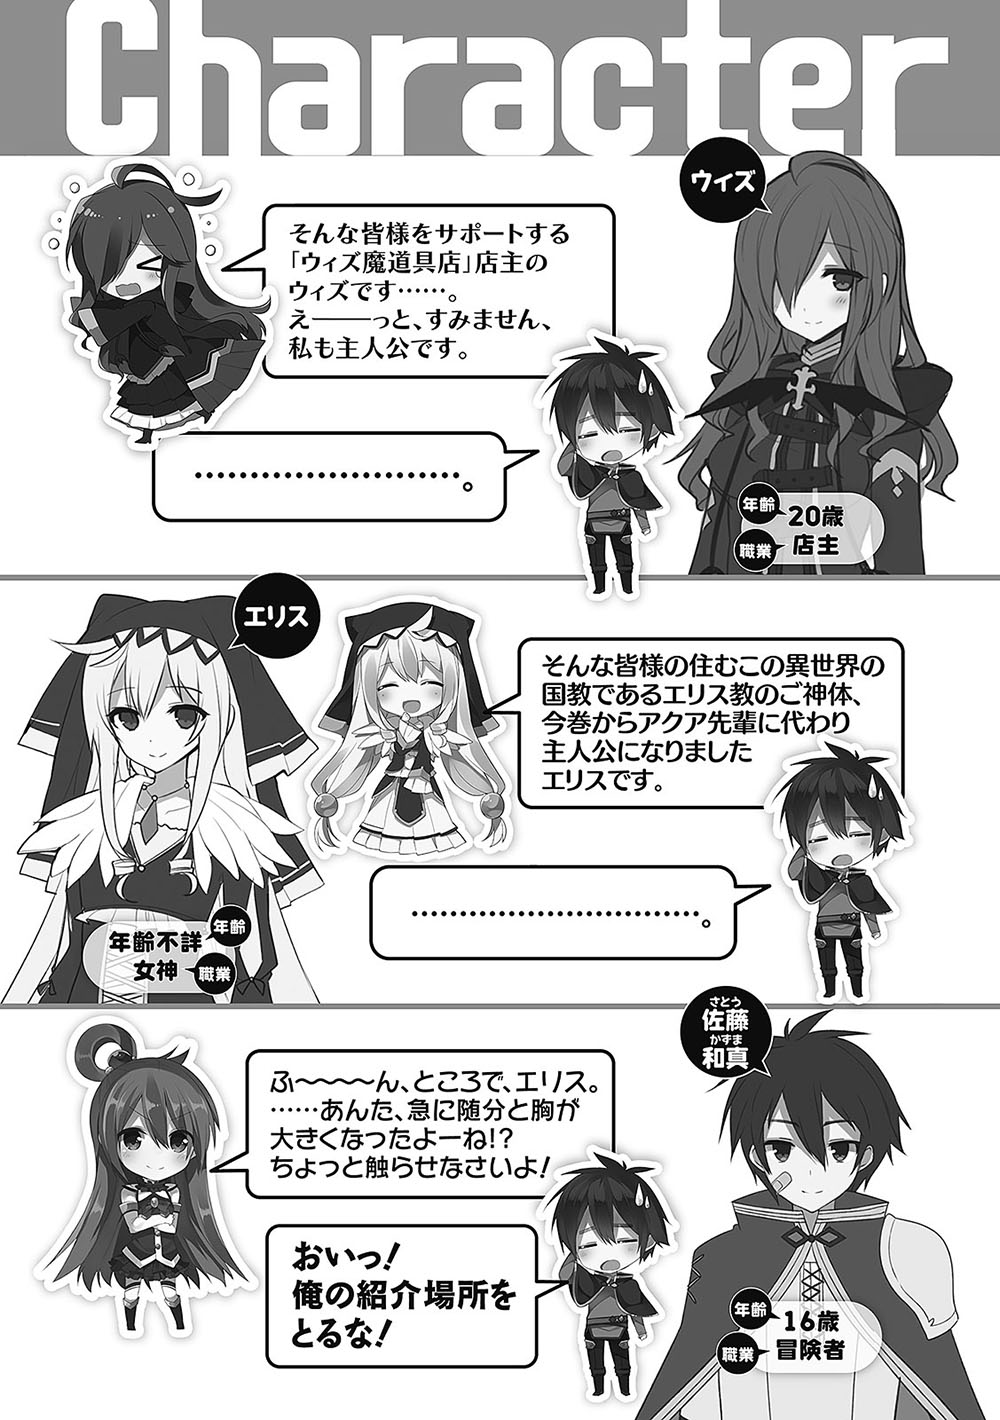 Character
ウィズ
そんな皆様をサポートする
「ウィズ魔道具店」店主の
ウィズです……。
えーーーっと、すみません、
私も主人公です。
…………………………。
年齢
20歳
職業
店主
エリス
そんな皆様の住むこの異世界の
国教であるエリス教のご神体、
今巻からアクア先輩に代わり
主人公になりました
エリスです。
…………………………。
年齢不詳
年齢
女神
職業
さとう
佐藤
かずま
和真
ふ〜〜〜〜ん、ところで、エリス。
……あんた、急に随分と胸が
大きくなったよーね!?
ちょっと触らせなさいよ!
おいっ!
俺の紹介場所を
とるな!
年齢
16歳
職業
冒険者